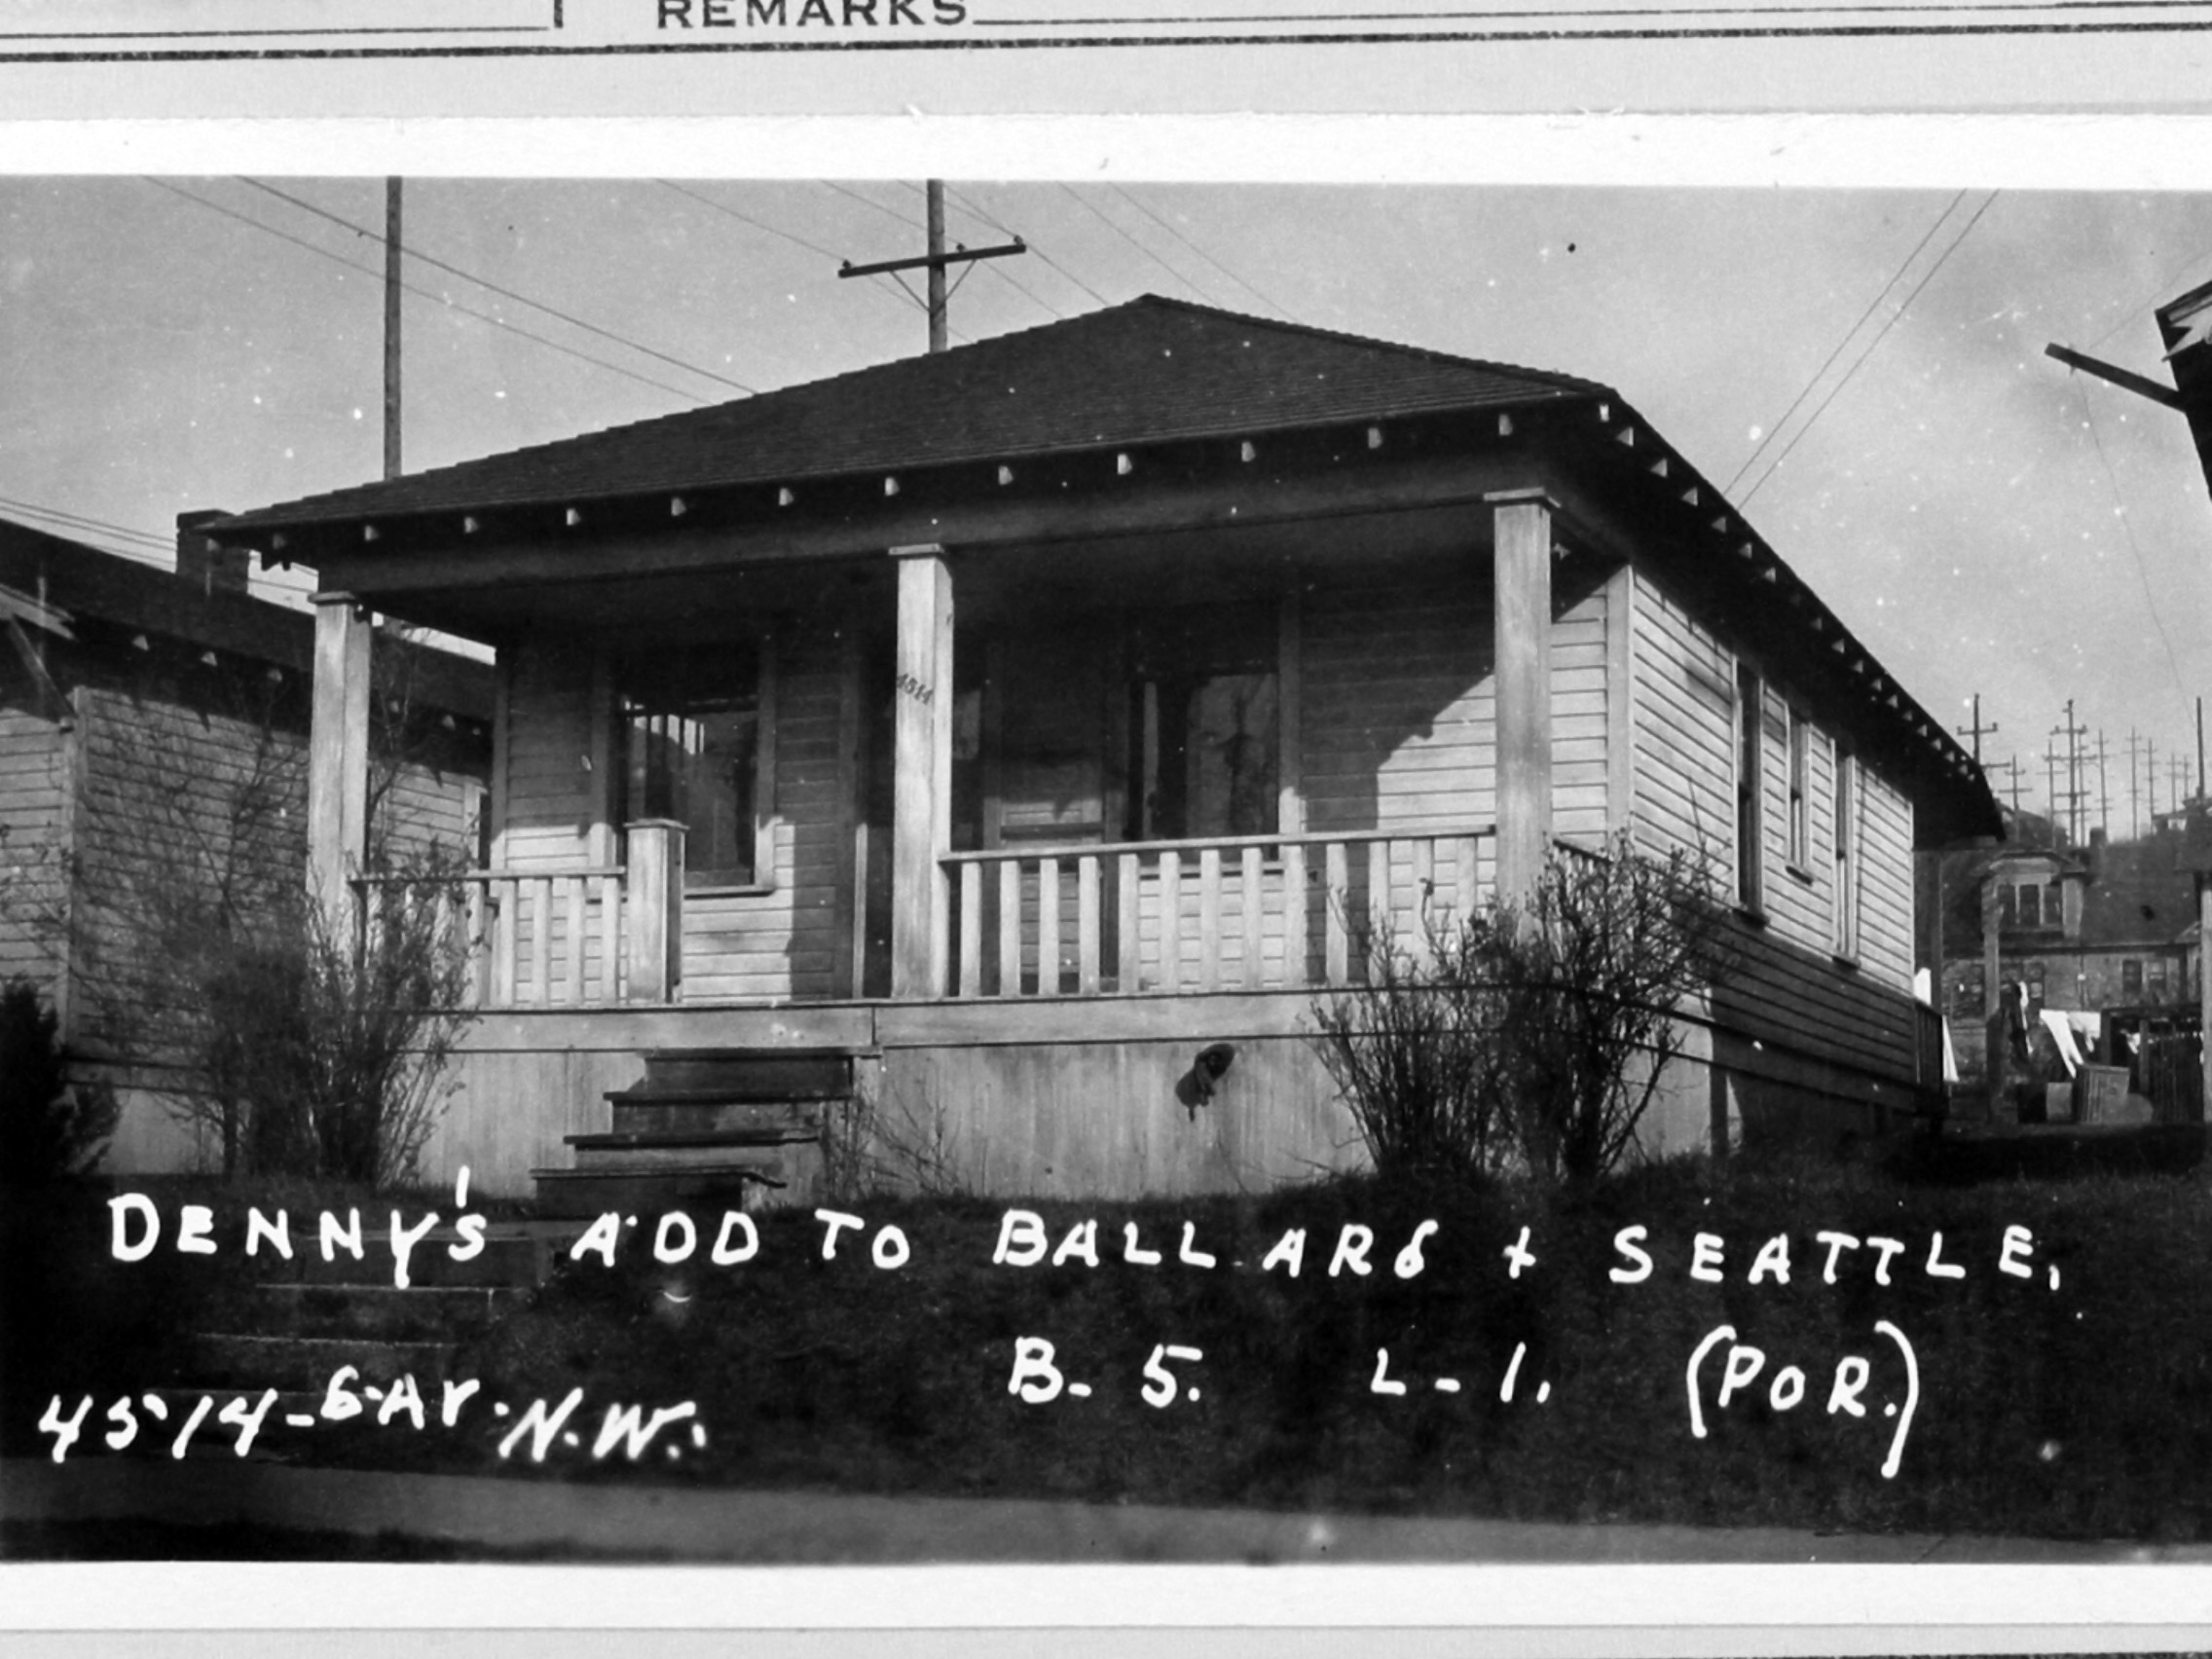 REMARKS
4514
DENNY'S ADD TO BALLARD + SEATTLE,
B-5. L-1. (POR.)
4514-6-AV-N.W.